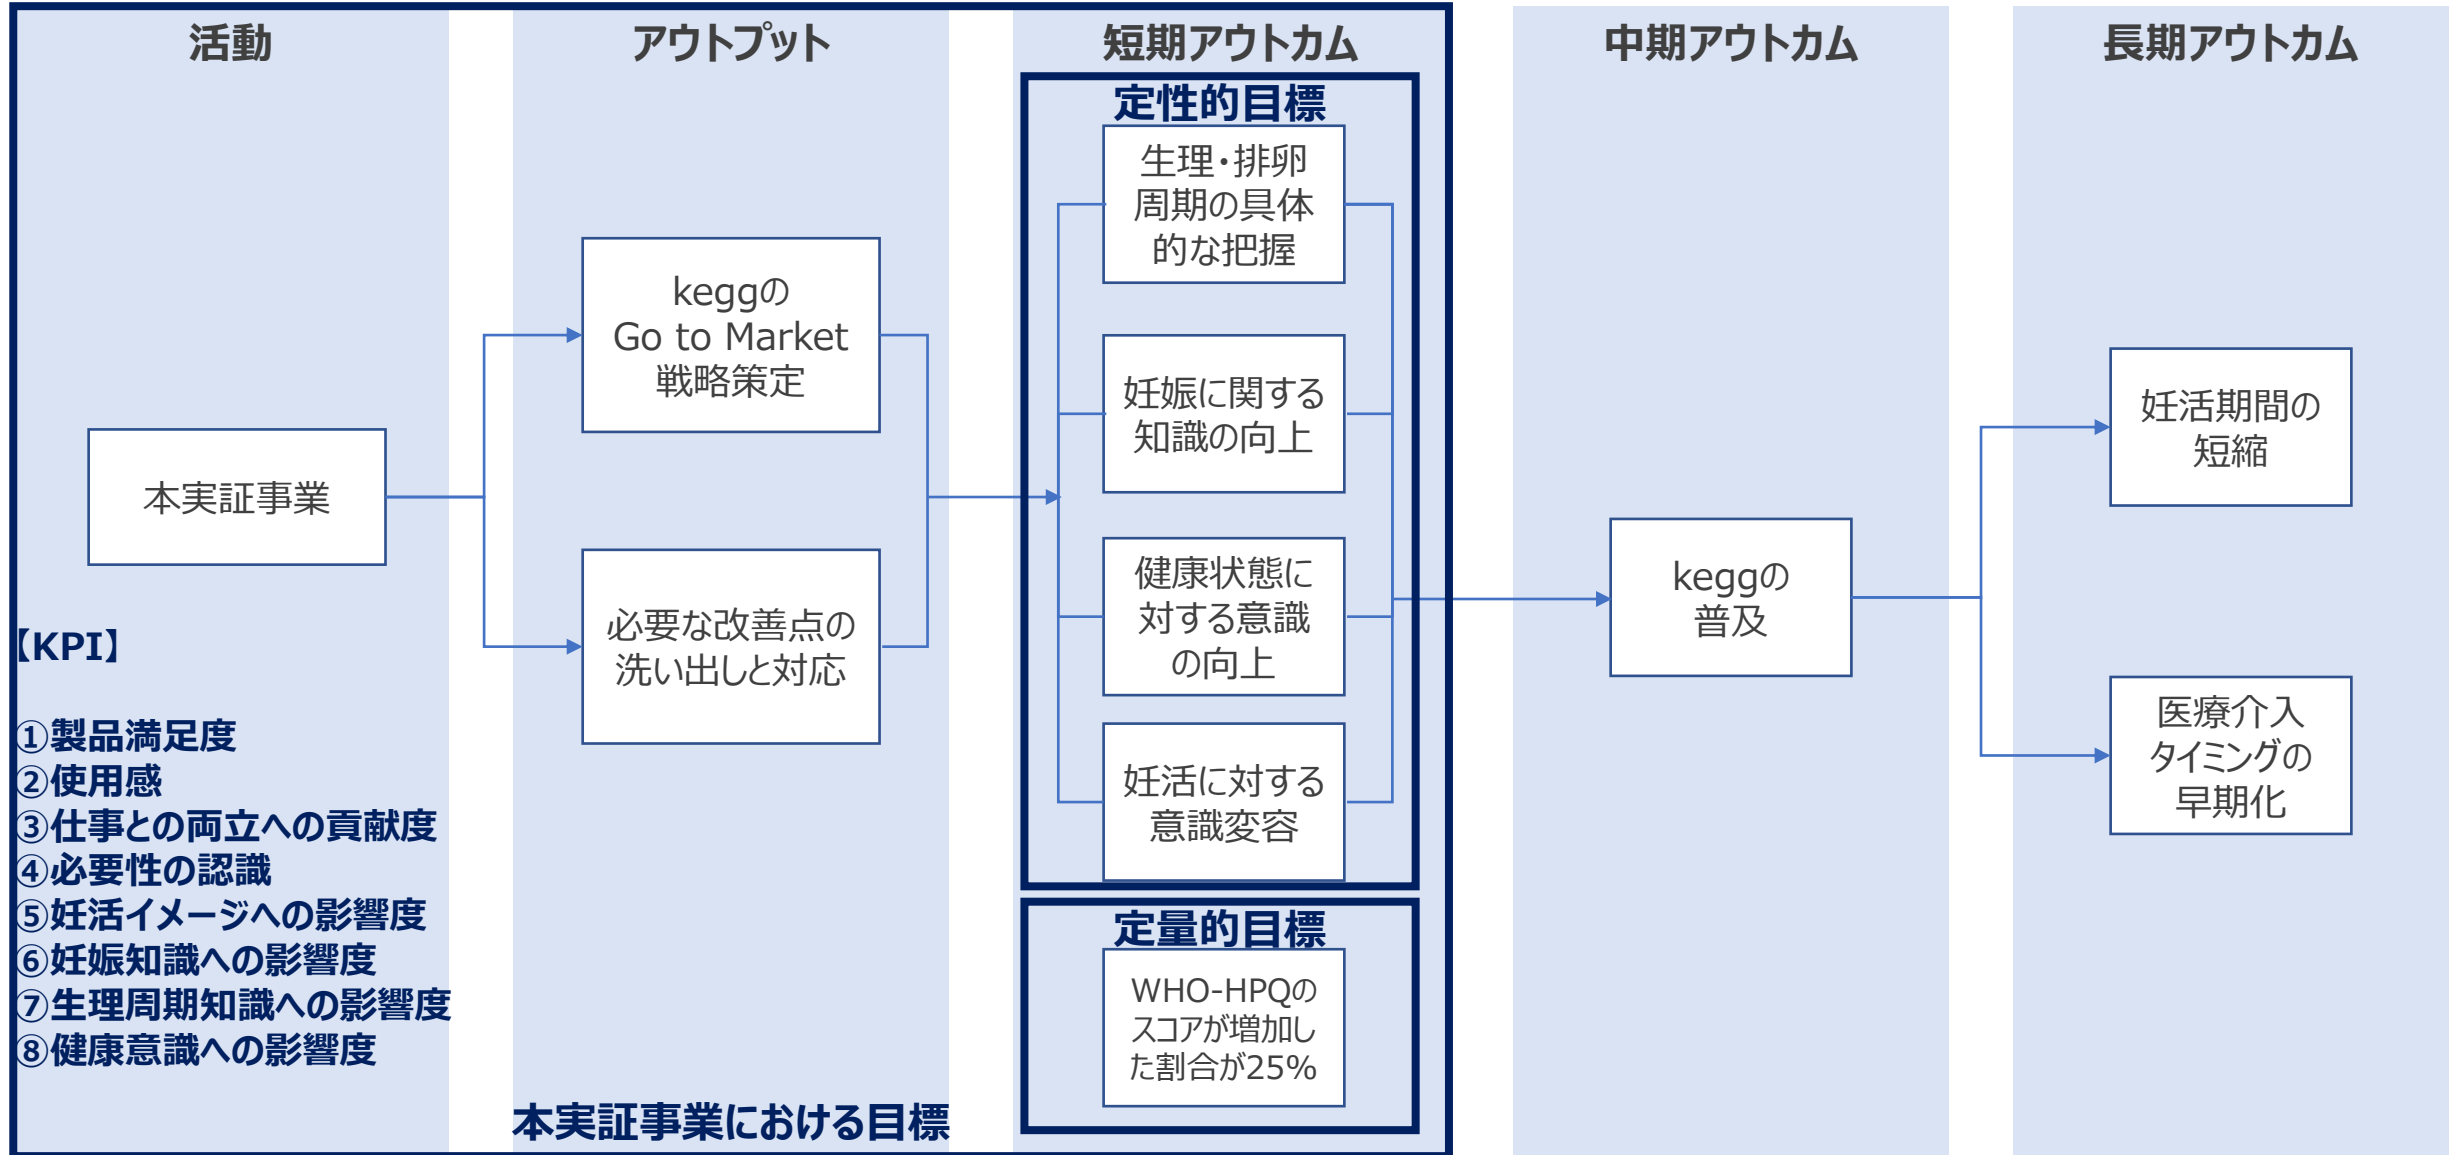 活動
アウトプット
短期アウトカム
中期アウトカム
長期アウトカム
本実証事業
【KPI】
①製品満足度
②使用感
③仕事との両立への貢献度
④必要性の認識
⑤妊活イメージへの影響度
⑥妊娠知識への影響度
⑦生理周期知識への影響度
⑧健康意識への影響度
keggの
Go to Market
戦略策定
必要な改善点の
洗い出しと対応
本実証事業における目標
定性的目標
生理・排卵
周期の具体
的な把握
妊娠に関する
知識の向上
健康状態に
対する意識
の向上
妊活に対する
意識変容
定量的目標
WHO-HPQの
スコアが増加し
た割合が25%
keggの
普及
妊活期間の
短縮
医療介入
タイミングの
早期化